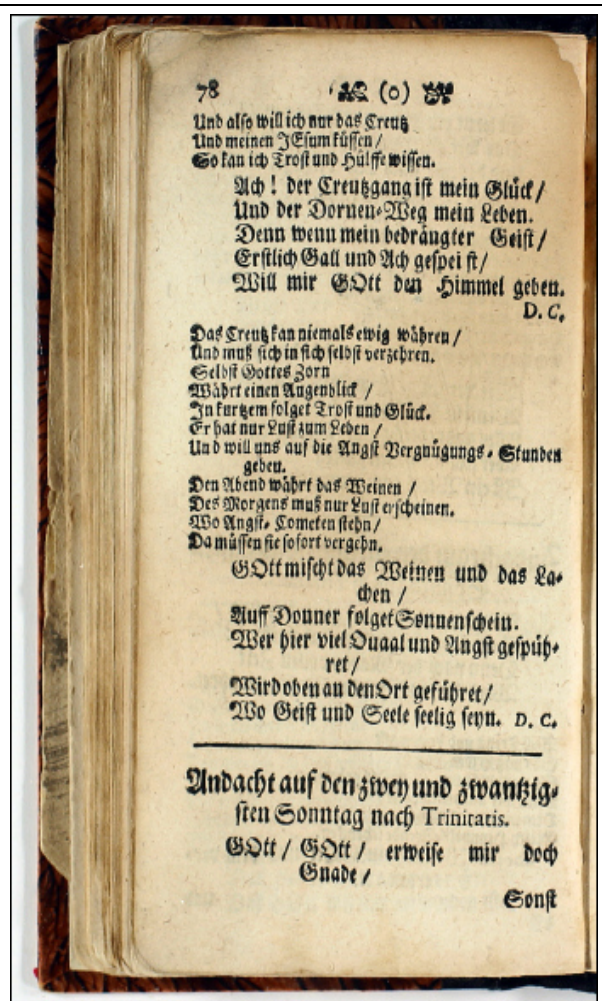 78 (o)
Und also will ich nur das Creutz
Und meinen JEsum küssen /
So kan ich Trost und Hülffe wissen.
Ach! der Creutzgang ist mein Glück /
Und der Dornen-Weg mein Leben.
Denn wenn mein bedrängter Geist /
Erstlich Gall und Ach gespeist /
Will mir GOtt den Himmel geben.
D. C.
Das Creutz kan niemals ewig währen /
Und muß sich in sich selbst verzehren.
Selbst Gottes Zorn
Währt einen Augenblick /
In kurtzem folget Trost und Glück.
Er hat nur Lust zum Leben /
Und will uns auf die Angst Vergnügungs-Stunden
geben.
Den Abend währt das Weinen /
Des Morgens muß nur Lust erscheinen.
Wo Angst-Cometen stehn /
Da müssen sie sofort vergehn.
GOtt mischt das Weinen und das La-
chen /
Auff Donner folget Sonnenschein.
Wer hier viel Quaal und Angst gespüh-
ret /
Wird oben an den Ort geführet /
Wo Geist und Seele seelig seyn. D. C.
Andacht auf den zwey und zwantzig-
sten Sonntag nach Trinitatis.
GOtt / GOtt / erweise mir doch
Gnade /
Sonst